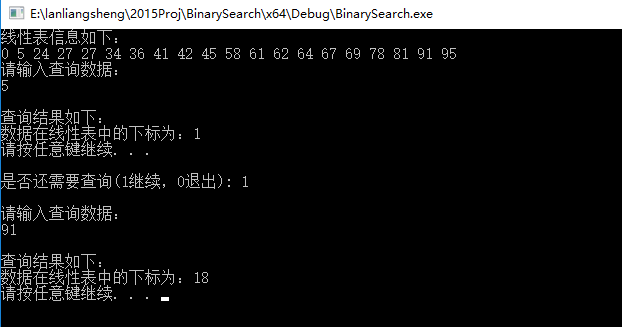 E:\lanliangsheng\2015Proj\BinarySearch\x64\Debug\BinarySearch.exe
线性表信息如下:
0 5 24 27 27 34 36 41 42 45 58 61 62 64 67 69 78 81 91 95
请输入查询数据:
5
查询结果如下:
数据在线性表中的下标为: 1
请按任意键继续. . .
是否还需要查询(1继续, 0退出): 1
请输入查询数据:
91
查询结果如下:
数据在线性表中的下标为: 18
请按任意键继续. . .